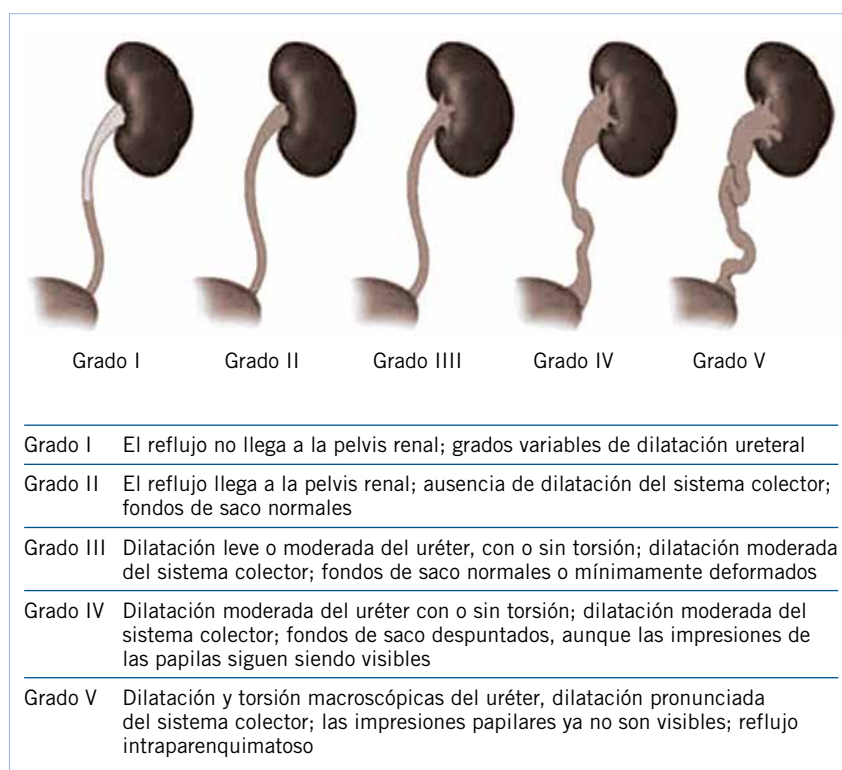 Grado I Grado II Grado IIII Grado IV Grado V
Grado I El reflujo no llega a la pelvis renal; grados variables de dilatación ureteral
Grado II El reflujo llega a la pelvis renal; ausencia de dilatación del sistema colector;
fondos de saco normales
Grado III Dilatación leve o moderada del uréter, con o sin torsión; dilatación moderada
del sistema colector; fondos de saco normales o mínimamente deformados
Grado IV Dilatación moderada del uréter con o sin torsión; dilatación moderada del
sistema colector; fondos de saco despuntados, aunque las impresiones de
las papilas siguen siendo visibles
Grado V Dilatación y torsión macroscópicas del uréter, dilatación pronunciada
del sistema colector; las impresiones papilares ya no son visibles; reflujo
intraparenquimatoso